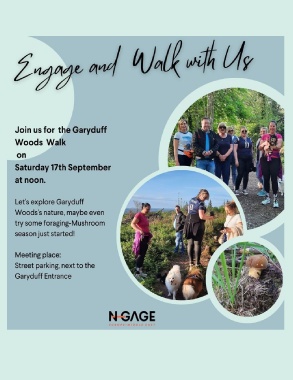 Engage and Walk with Us
Join us for the Garyduff
Woods Walk
on
Saturday 17th September
at noon.
Let's explore Garyduff
Woods's nature, maybe even
try some foraging-Mushroom
season just started!
Meeting place:
Street parking, next to the
Garyduff Entrance
N-GAGE